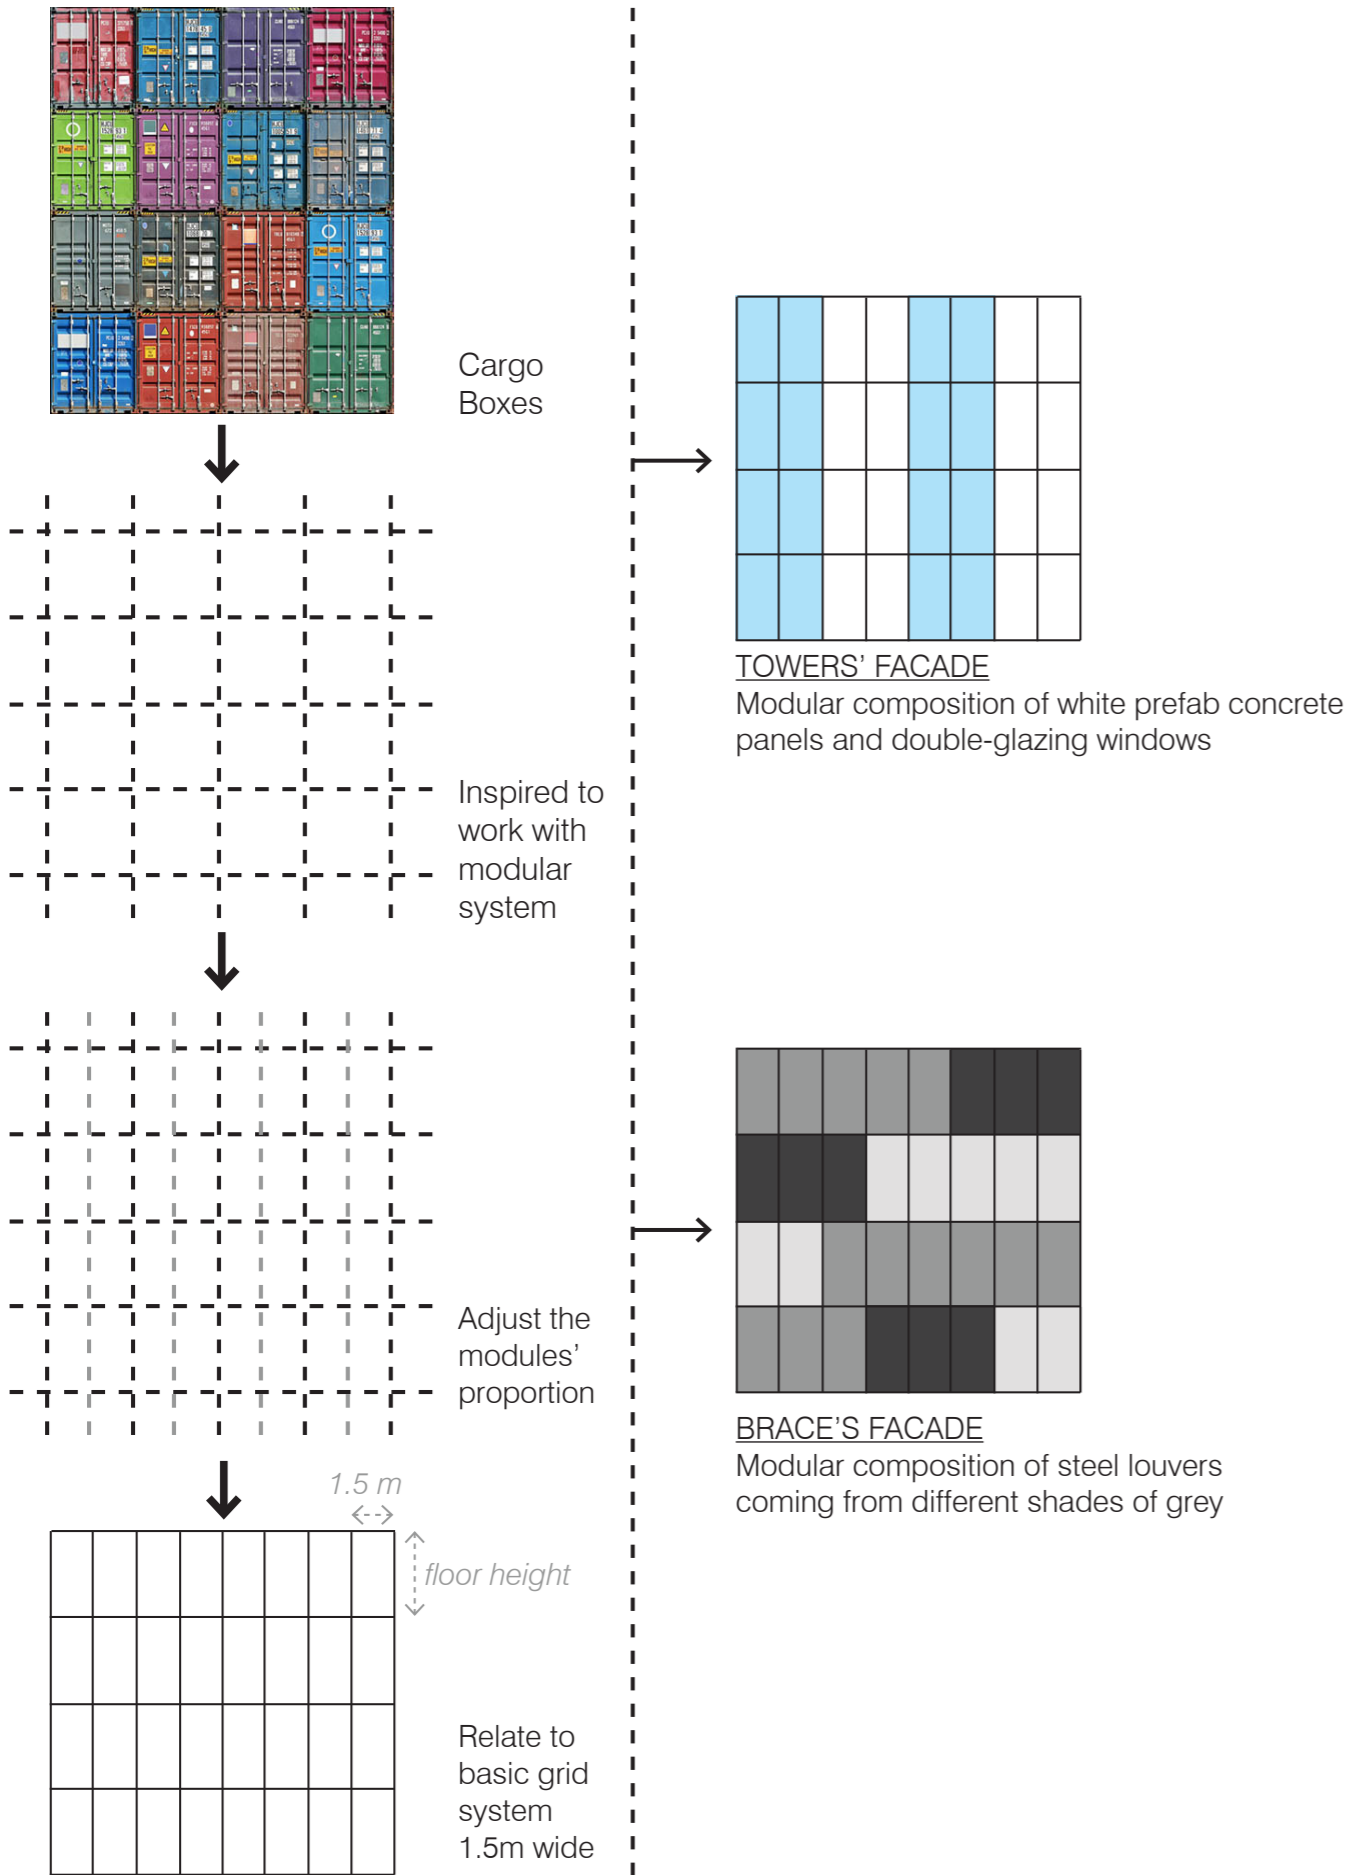 Cargo
Boxes
Inspired to
work with
modular
system
Adjust the
modules'
proportion
1.5 m
floor height
Relate to
basic grid
system
1.5m wide
TOWERS' FACADE
Modular composition of white prefab concrete
panels and double-glazing windows
BRACE'S FACADE
Modular composition of steel louvers
coming from different shades of grey